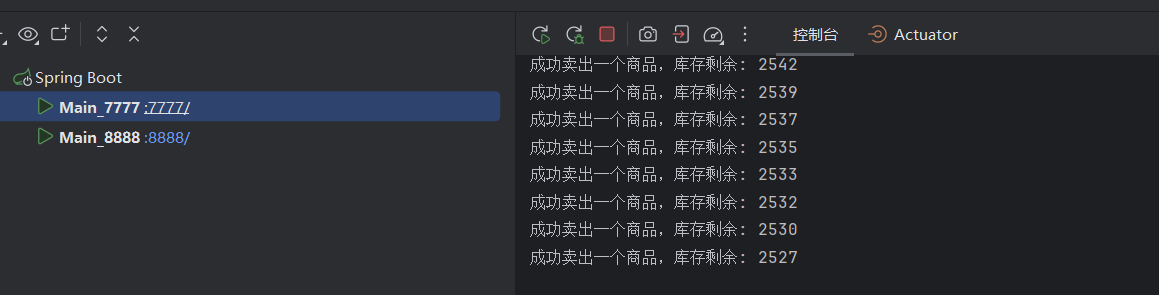 控制台 Actuator
Spring Boot
Main_7777 :7777/
Main_8888 :8888/
成功卖出一个商品，库存剩余: 2542
成功卖出一个商品，库存剩余: 2539
成功卖出一个商品，库存剩余: 2537
成功卖出一个商品，库存剩余: 2535
成功卖出一个商品，库存剩余: 2533
成功卖出一个商品，库存剩余: 2532
成功卖出一个商品，库存剩余: 2530
成功卖出一个商品，库存剩余: 2527